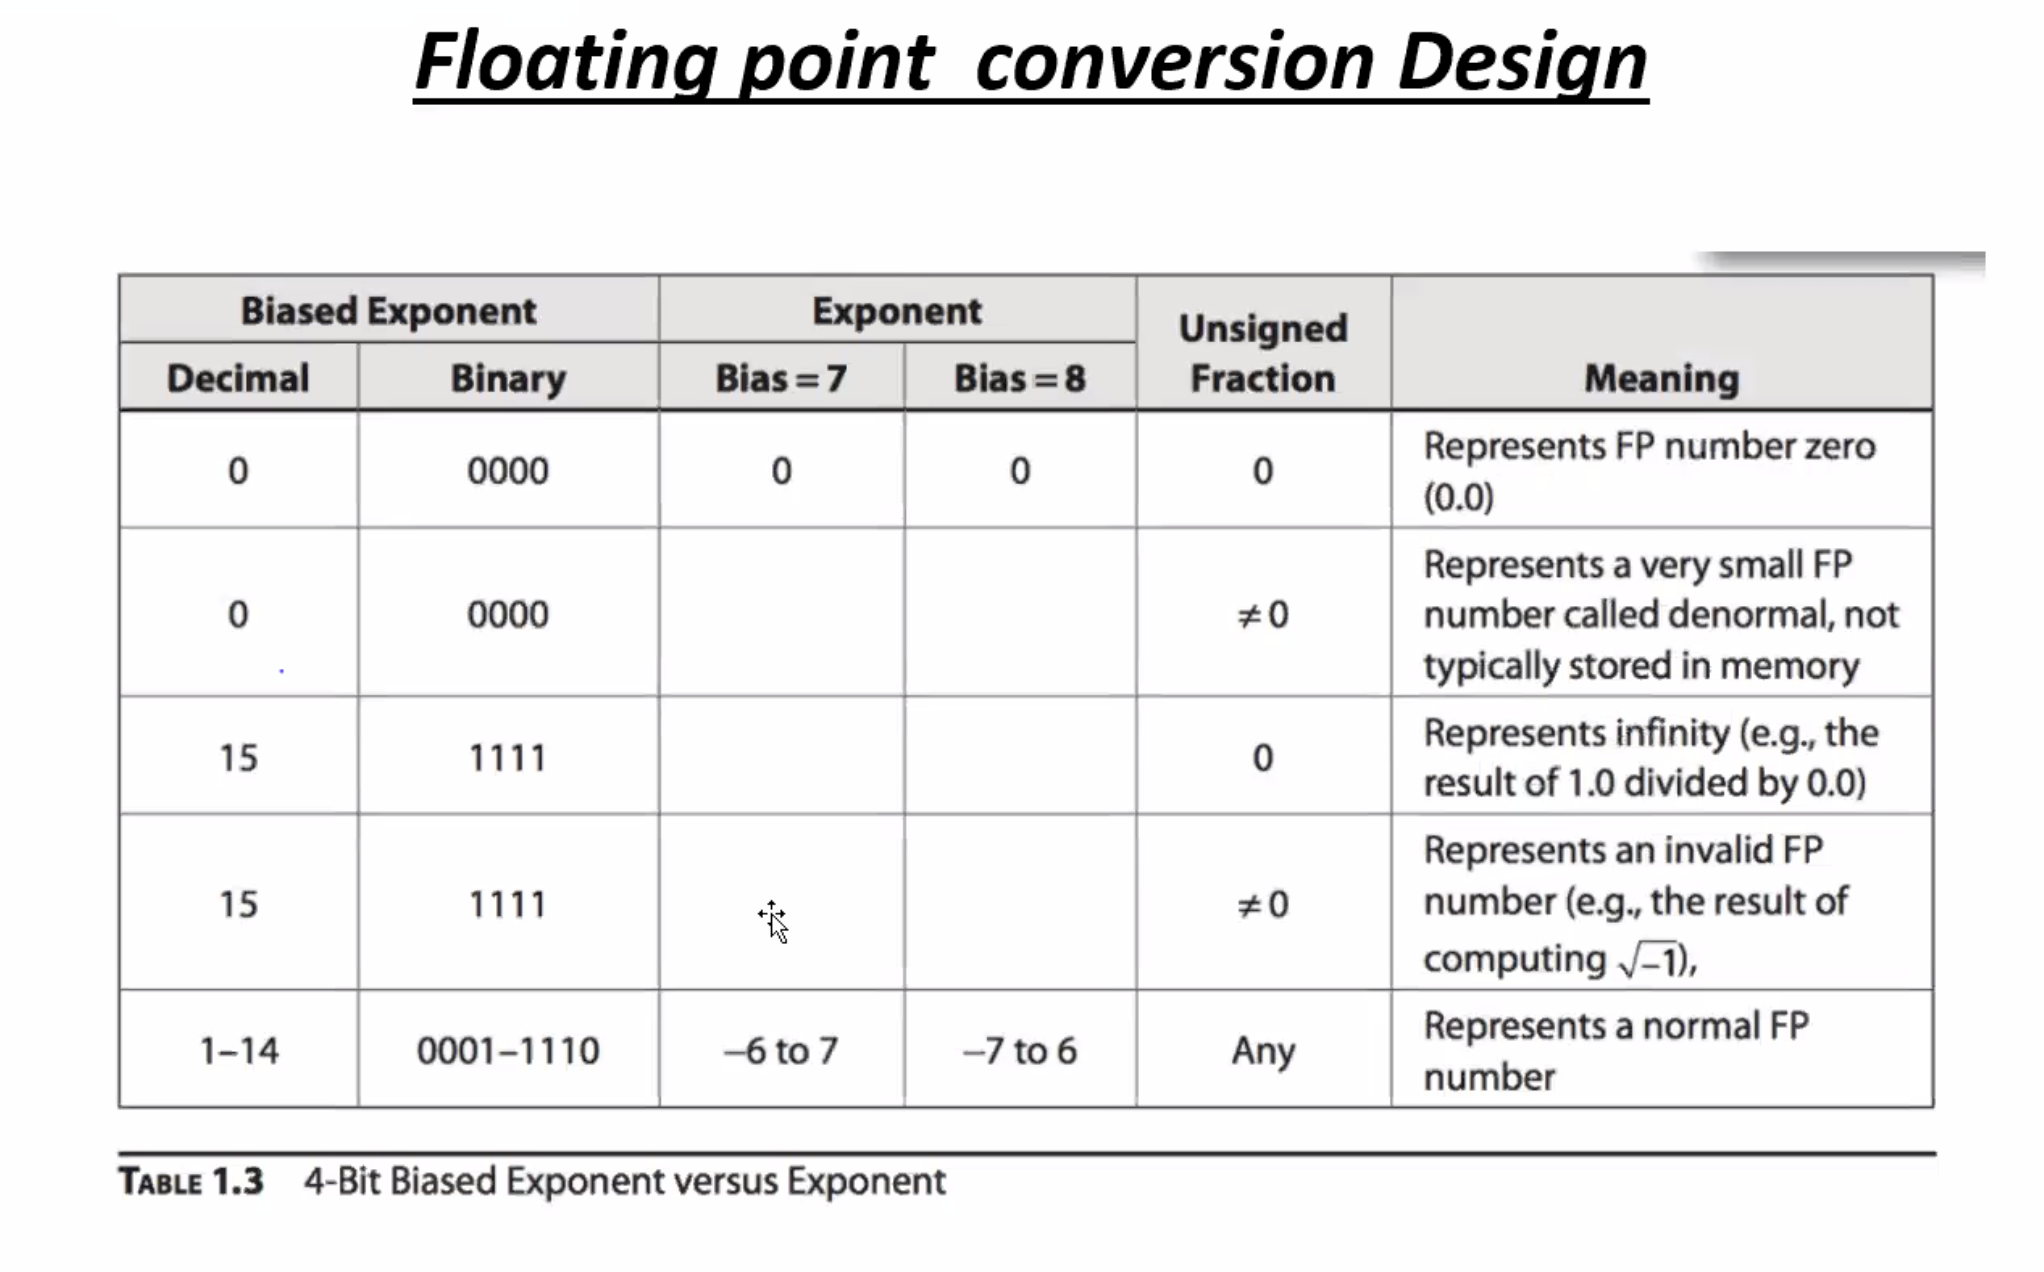 Floating point  conversion Design
Biased Exponent Exponent Unsigned Fraction Meaning
Decimal Binary Bias = 7 Bias = 8
0 0000 0 0 0 Represents FP number zero
(0.0)
0 0000 ≠ 0 Represents a very small FP
number called denormal, not
typically stored in memory
15 1111 0 Represents infinity (e.g., the
result of 1.0 divided by 0.0)
15 1111 ≠ 0 Represents an invalid FP
number (e.g., the result of
computing √−1),
1–14 0001–1110 –6 to 7 –7 to 6 Any Represents a normal FP
number
TABLE 1.3 4-Bit Biased Exponent versus Exponent